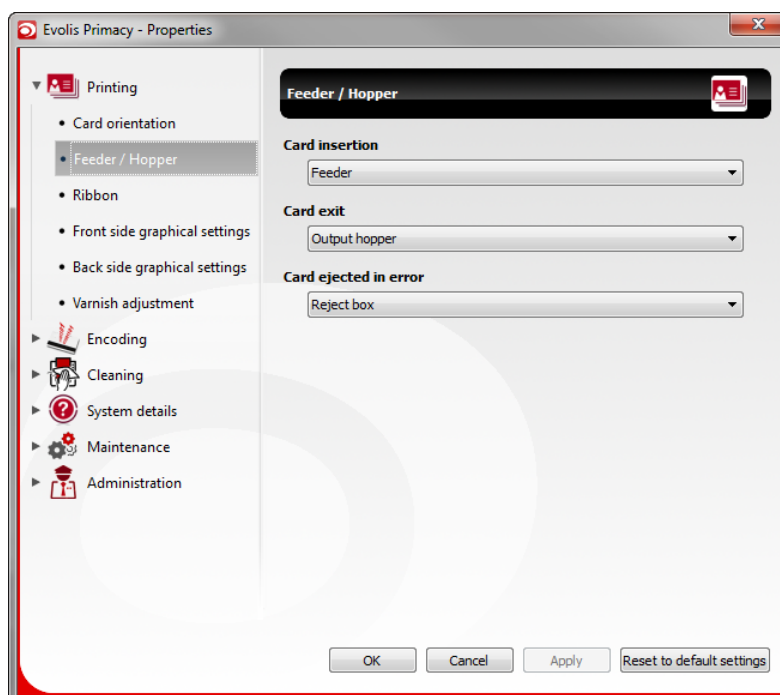 Evolis Primacy - Properties
Printing
Card orientation
Feeder / Hopper
Ribbon
Front side graphical settings
Back side graphical settings
Varnish adjustment
Encoding
Cleaning
System details
Maintenance
Administration
Feeder / Hopper
Card insertion
Feeder
Card exit
Output hopper
Card ejected in error
Reject box
OK Cancel Apply Reset to default settings